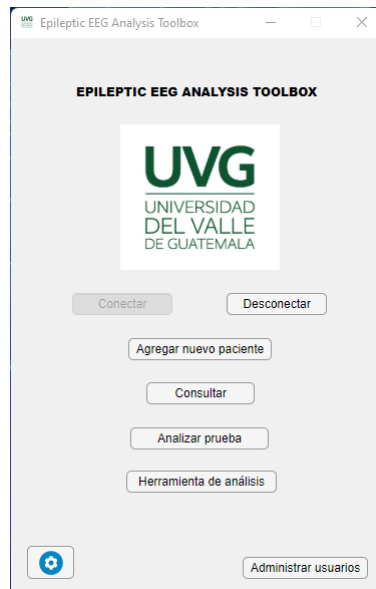 Epileptic EEG Analysis Toolbox
EPILEPTIC EEG ANALYSIS TOOLBOX
UVG
UNIVERSIDAD
DEL VALLE
DE GUATEMALA
Conectar
Desconectar
Agregar nuevo paciente
Consultar
Analizar prueba
Herramienta de análisis
Administrar usuarios